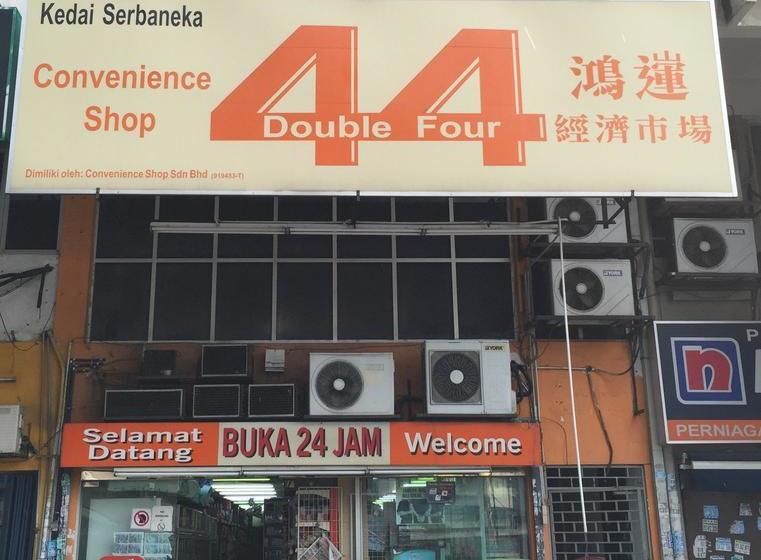 Kedai Serbaneka
Convenience
Shop
44
Double Four
鴻運
經濟市場
Dimiliki oleh: Convenience Shop Sdn Bhd (919483-T)
YORK
YORK
YORK
YORK
Selamat
Datang
BUKA 24 JAM
Welcome
n
PERNIAGA